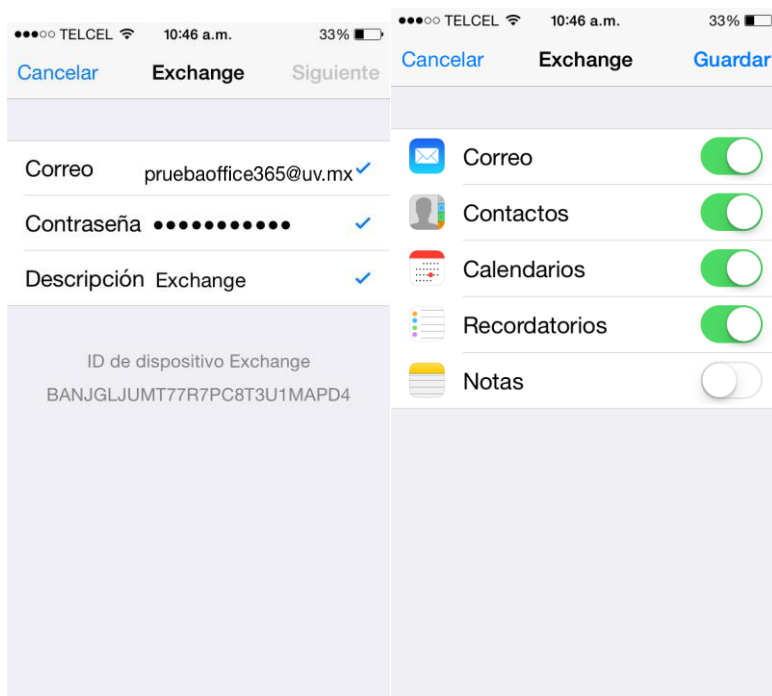 ●●●○○ TELCEL 10:46 a.m. 33%
Cancelar Exchange Siguiente
Correo pruebaoffice365@uv.mx
Contraseña ●●●●●●●●●●●
Descripción Exchange
ID de dispositivo Exchange
BANJGLJUMT77R7PC8T3U1MAPD4
●●●○○ TELCEL 10:46 a.m. 33%
Cancelar Exchange Guardar
Correo
Contactos
Calendarios
Recordatorios
Notas